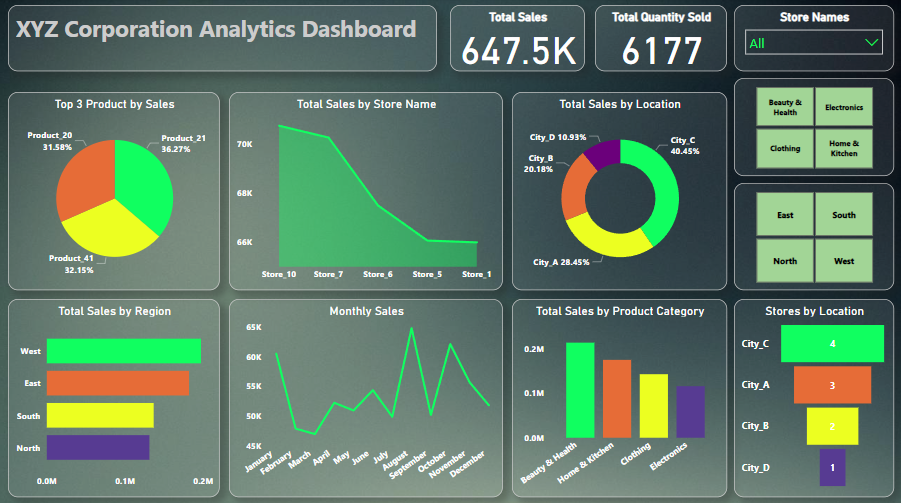 XYZ Corporation Analytics Dashboard
Total Sales
647.5K
Total Quantity Sold
6177
Store Names
All
Beauty &
Health
Electronics
Clothing
Home &
Kitchen
East
South
North
West
Top 3 Product by Sales
Product_20
31.58%
Product_21
36.27%
Product_41
32.15%
Total Sales by Store Name
70K
68K
66K
Store_10
Store_7
Store_6
Store_5
Store_1
Total Sales by Location
City_D 10.93%
City_C
40.45%
City_B
20.18%
City_A 28.45%
Total Sales by Region
West
East
South
North
0.0M
0.1M
0.2M
Monthly Sales
65K
60K
55K
50K
45K
January
February
March
April
May
June
July
August
September
October
November
December
Total Sales by Product Category
0.2M
0.1M
0.0M
Beauty & Health
Home & Kitchen
Clothing
Electronics
Stores by Location
City_C
4
City_A
3
City_B
2
City_D
1